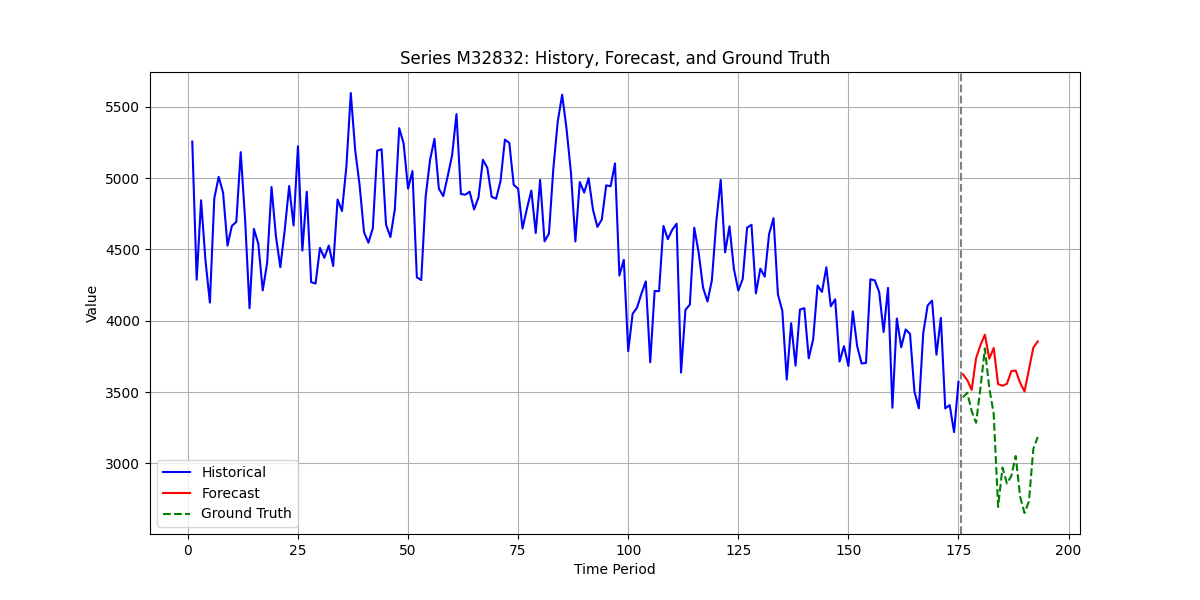 Series M32832: History, Forecast, and Ground Truth
Value
5500
5000
4500
4000
3500
3000
Historical
Forecast
Ground Truth
0 25 50 75 100 125 150 175 200
Time Period